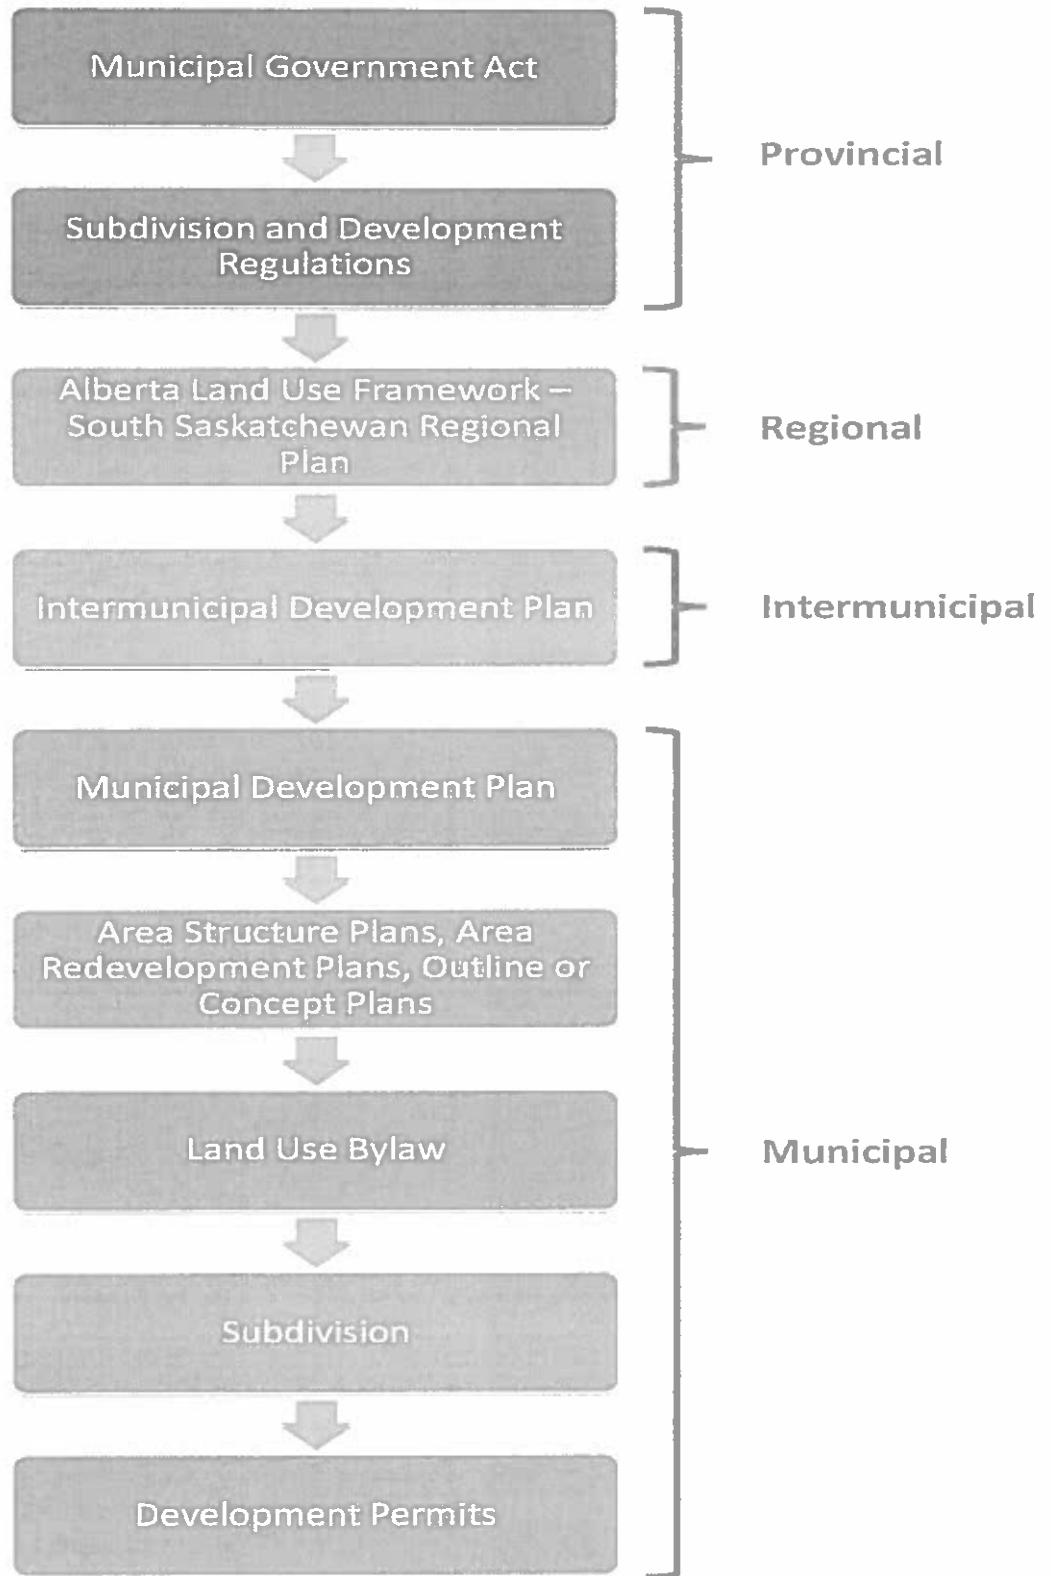 Municipal Government Act
Provincial
Subdivision and Development
Regulations
Alberta Land Use Framework –
South Saskatchewan Regional
Plan
Regional
Intermunicipal Development Plan
Intermunicipal
Municipal Development Plan
Area Structure Plans, Area
Redevelopment Plans, Outline or
Concept Plans
Land Use Bylaw
Municipal
Subdivision
Development Permits